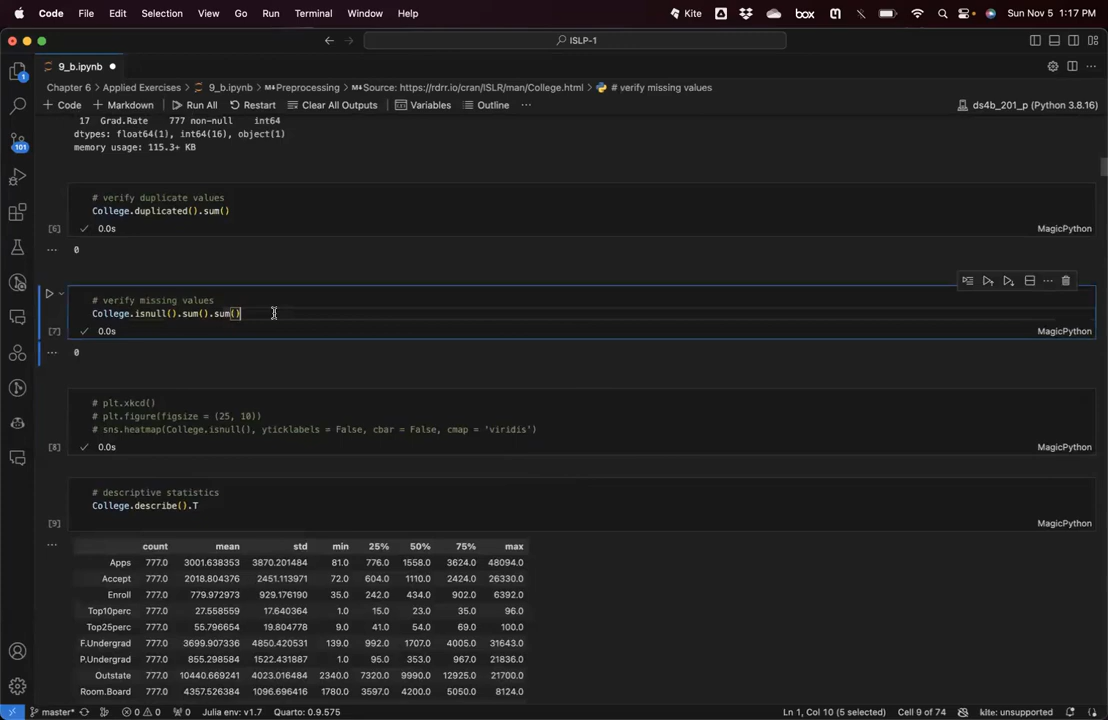 Code File Edit Selection View Go Run Terminal Window Help Kite box Sun Nov 5 1:17 PM
ISLP-1
9_b.ipynb
Chapter 6 > Applied Exercises > 9_b.ipynb > Preprocessing > Source: https://rdrr.io/cran/ISLR/man/College.html > # verify missing values
+ Code + Markdown Run All Restart Clear All Outputs Variables Outline ... ds4b_201_p (Python 3.8.16)
17 Grad.Rate 777 non-null int64
dtypes: float64(1), int64(16), object(1)
memory usage: 115.3+ KB
# verify duplicate values
College.duplicated().sum()
[6] 0.0s MagicPython
... 0
# verify missing values
College.isnull().sum().sum()
[7] 0.0s MagicPython
... 0
# plt.xkcd()
# plt.figure(figsize = (25, 10))
# sns.heatmap(College.isnull(), yticklabels = False, cbar = False, cmap = 'viridis')
[8] 0.0s MagicPython
# descriptive statistics
College.describe().T
[9] MagicPython
... count mean std min 25% 50% 75% max
Apps 777.0 3001.638353 3870.201484 81.0 776.0 1558.0 3624.0 48094.0
Accept 777.0 2018.804376 2451.113971 72.0 604.0 1110.0 2424.0 26330.0
Enroll 777.0 779.972973 929.176190 35.0 242.0 434.0 902.0 6392.0
Top10perc 777.0 27.558559 17.640364 1.0 15.0 23.0 35.0 96.0
Top25perc 777.0 55.796654 19.804778 9.0 41.0 54.0 69.0 100.0
F.Undergrad 777.0 3699.907336 4850.420531 139.0 992.0 1707.0 4005.0 31643.0
P.Undergrad 777.0 855.298584 1522.431887 1.0 95.0 353.0 967.0 21836.0
Outstate 777.0 10440.669241 4023.016484 2340.0 7320.0 9990.0 12925.0 21700.0
Room.Board 777.0 4357.526384 1096.696416 1780.0 3597.0 4200.0 5050.0 8124.0
1
101
master* 0 0 0 Julia env: v1.7 Quarto: 0.9.575 Ln 1, Col 10 (5 selected) Cell 9 of 74 kite: unsupported